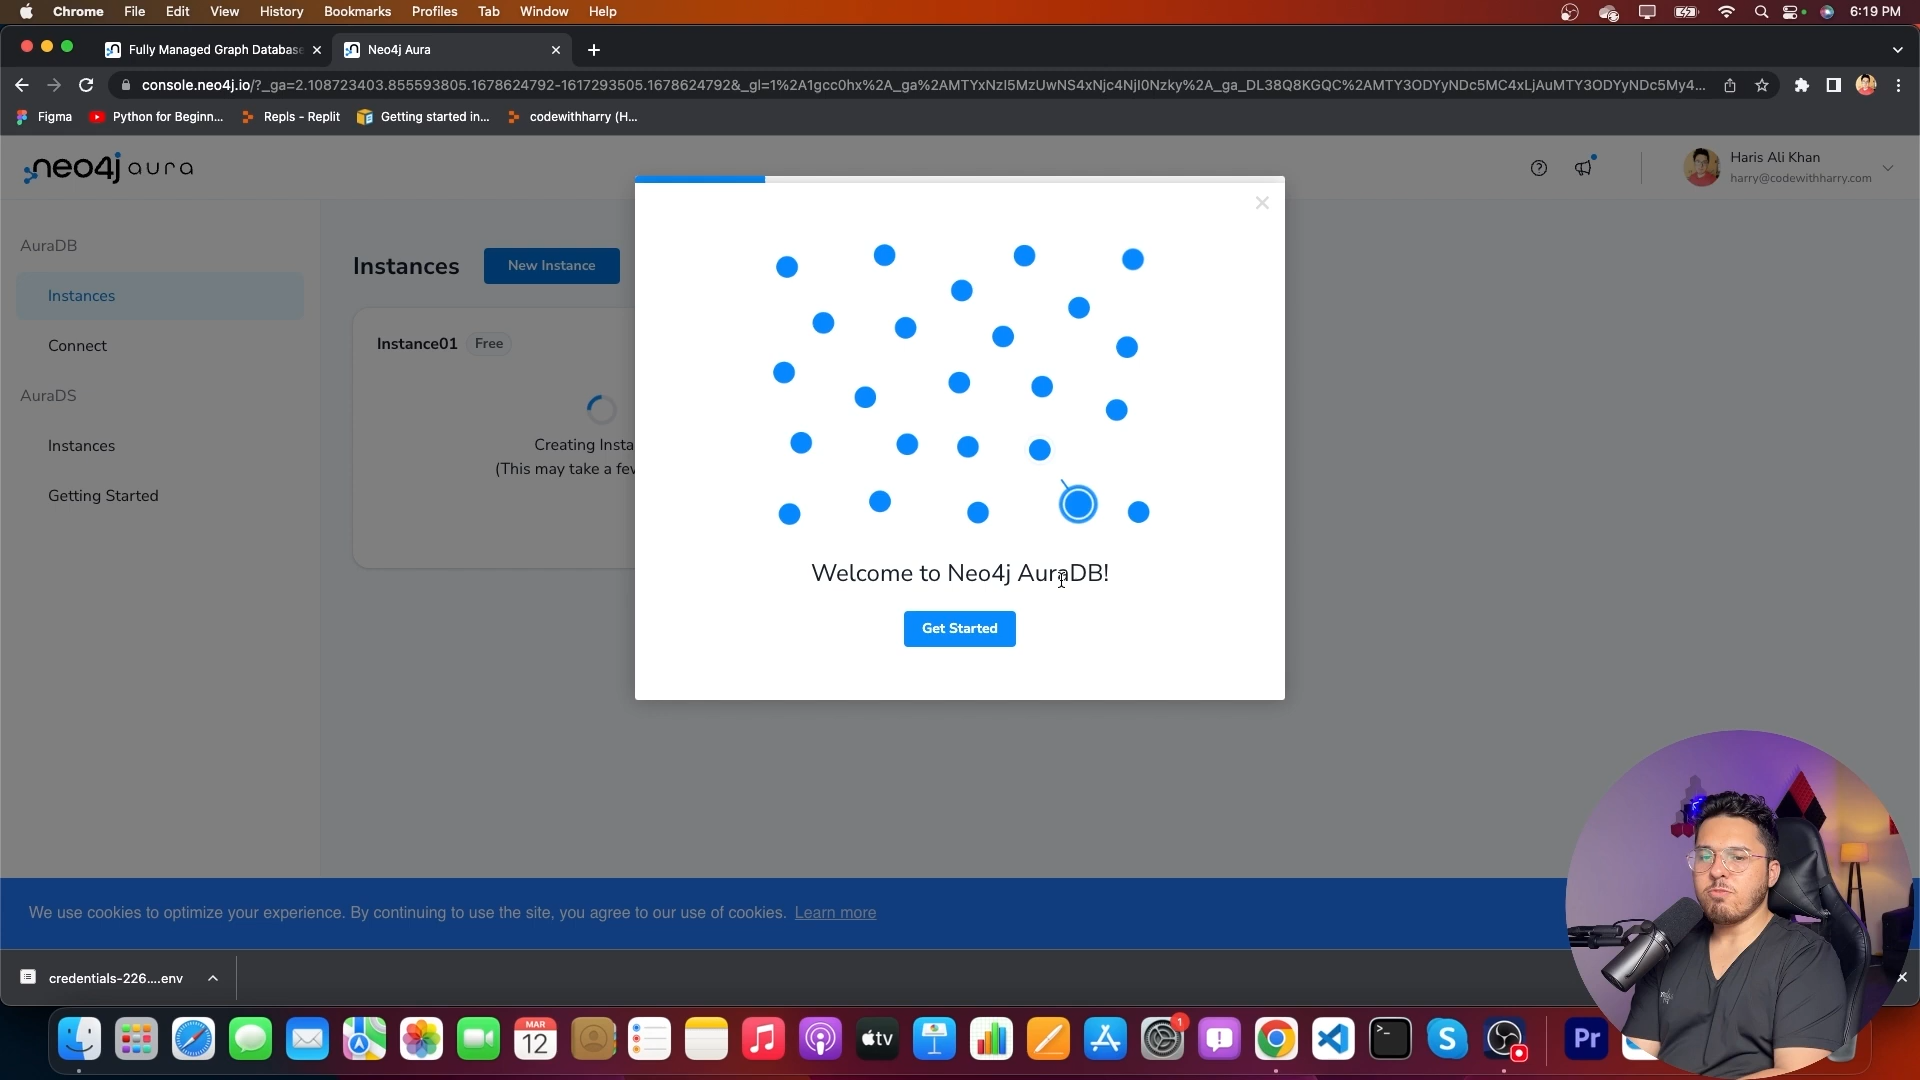 Chrome File Edit View History Bookmarks Profiles Tab Window Help 6:19 PM
Fully Managed Graph Database Neo4j Aura
console.neo4j.io/?_ga=2.108723403.855593805.1678624792-1617293505.1678624792&_gl=1%2A1gcc0hx%2A_ga%2AMTYxNzI5MzUwNS4xNjc4NjI0Nzky%2A_ga_DL38Q8KGQC%2AMTY3ODYyNDc5MC4xLjAuMTY3ODYyNDc5My4...
Figma Python for Beginn... Repls - Replit Getting started in... codewithharry (H...
neo4j aura
Haris Ali Khan
harry@codewithharry.com
AuraDB
Instances
Connect
AuraDS
Instances
Getting Started
Instances New Instance
Instance01 Free
Creating Insta
(This may take a few
Welcome to Neo4j AuraDB!
Get Started
We use cookies to optimize your experience. By continuing to use the site, you agree to our use of cookies. Learn more
credentials-226....env
MAR
12
tv
1
Pr